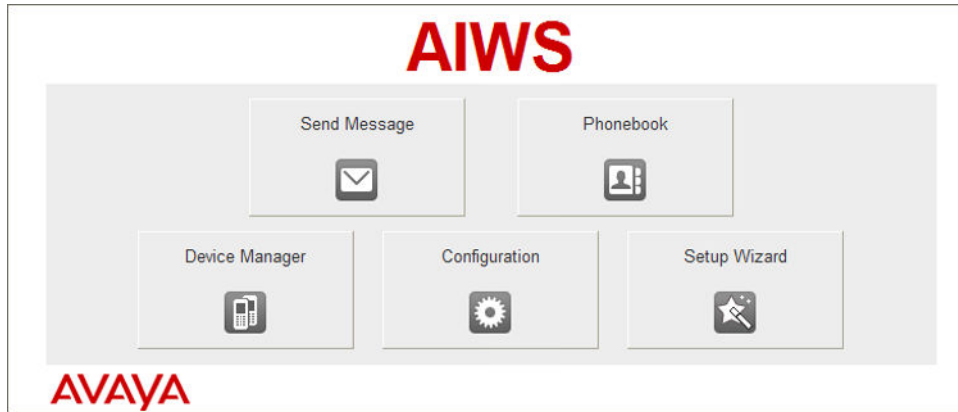 AIWS
Send Message
Phonebook
Device Manager
Configuration
Setup Wizard
AVAYA